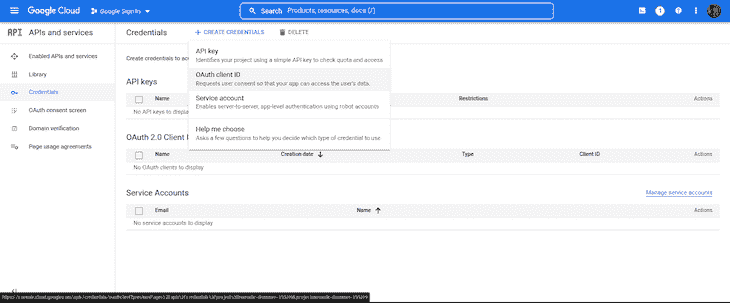 Google Cloud
Google SignIn
Search Products, resources, docs (/)
1
API APIs and services
Credentials
+ CREATE CREDENTIALS
DELETE
Enabled APIs and services
Library
Credentials
OAuth consent screen
Domain verification
Page usage agreements
Create credentials to
API key
Identifies your project using a simple API key to check quota and access
OAuth client ID
Requests user consent so that your app can access the user's data.
Service account
Enables server-to-server, app-level authentication using robot accounts
Help me choose
Asks a few questions to help you decide which type of credential to use
API keys
Name Restrictions Actions
No API keys to
OAuth 2.0 Client
Name Creation date Type Client ID Actions
No OAuth clients to display
Service Accounts
Manage service accounts
Email Name Actions
No service accounts to display